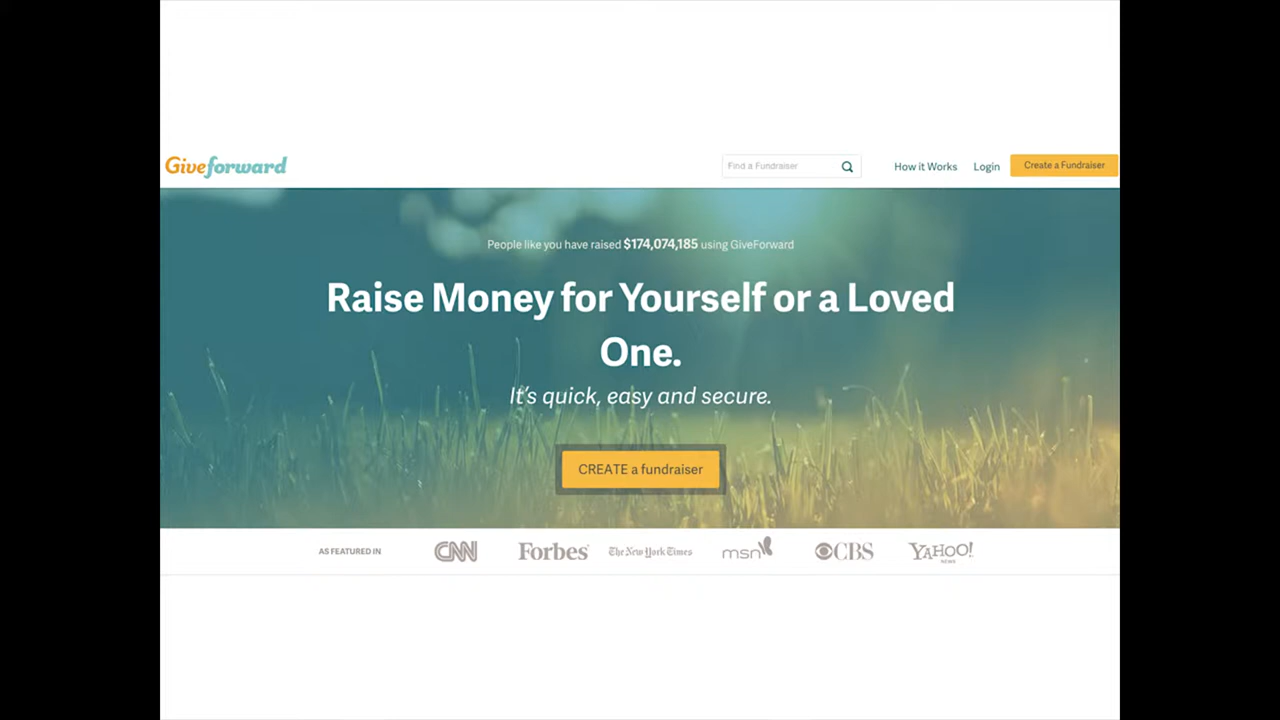 Giveforward
Find a Fundraiser
How it Works
Login
Create a Fundraiser
People like you have raised $174,074,185 using GiveForward
Raise Money for Yourself or a Loved
One.
It's quick, easy and secure.
CREATE a fundraiser
AS FEATURED IN
CNN
Forbes
The New York Times
msn
CBS
YAHOO!
NEWS